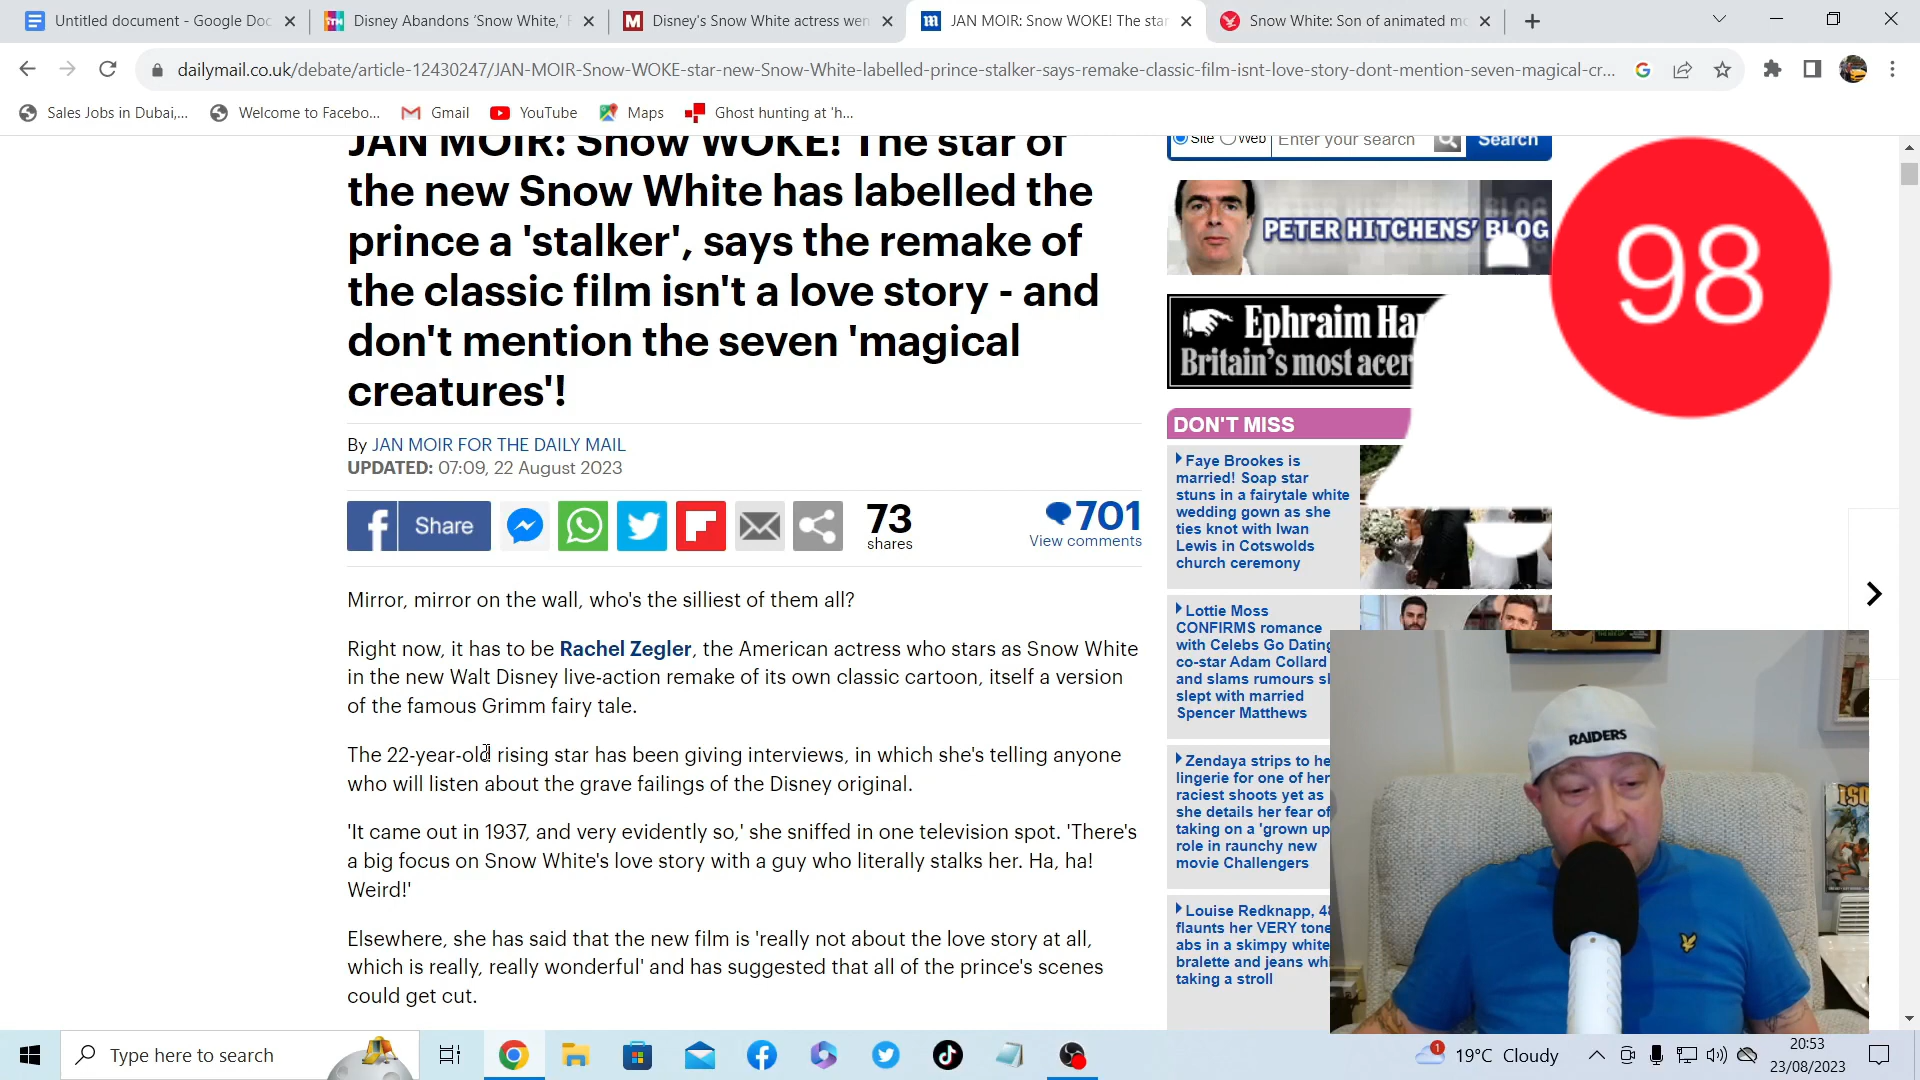 Untitled document - Google Doc
Disney Abandons 'Snow White,'
Disney's Snow White actress wen
JAN MOIR: Snow WOKE! The star
Snow White: Son of animated mo
dailymail.co.uk/debate/article-12430247/JAN-MOIR-Snow-WOKE-star-new-Snow-White-labelled-prince-stalker-says-remake-classic-film-isnt-love-story-dont-mention-seven-magical-cr...
Sales Jobs in Dubai,...
Welcome to Facebo...
Gmail
YouTube
Maps
Ghost hunting at 'h...
JAN MOIR: Snow WOKE! The star of
the new Snow White has labelled the
prince a 'stalker', says the remake of
the classic film isn't a love story - and
don't mention the seven 'magical
creatures'!
By JAN MOIR FOR THE DAILY MAIL
UPDATED: 07:09, 22 August 2023
Share
73
shares
701
View comments
Mirror, mirror on the wall, who's the silliest of them all?
Right now, it has to be Rachel Zegler, the American actress who stars as Snow White
in the new Walt Disney live-action remake of its own classic cartoon, itself a version
of the famous Grimm fairy tale.
The 22-year-old rising star has been giving interviews, in which she's telling anyone
who will listen about the grave failings of the Disney original.
'It came out in 1937, and very evidently so,' she sniffed in one television spot. 'There's
a big focus on Snow White's love story with a guy who literally stalks her. Ha, ha!
Weird!'
Elsewhere, she has said that the new film is 'really not about the love story at all,
which is really, really wonderful' and has suggested that all of the prince's scenes
could get cut.
Site Web Enter your search Search
PETER HITCHENS' BLOG
Ephraim Har
Britain's most acer
DON'T MISS
Faye Brookes is
married! Soap star
stuns in a fairytale white
wedding gown as she
ties knot with Iwan
Lewis in Cotswolds
church ceremony
Lottie Moss
CONFIRMS romance
with Celebs Go Dating
co-star Adam Collard
and slams rumours s
slept with married
Spencer Matthews
Zendaya strips to he
lingerie for one of her
raciest shoots yet as
she details her fear of
taking on a 'grown up
role in raunchy new
movie Challengers
Louise Redknapp, 48
flaunts her VERY tone
abs in a skimpy white
bralette and jeans whi
taking a stroll
98
RAIDERS
Type here to search
1
19°C Cloudy
20:53
23/08/2023